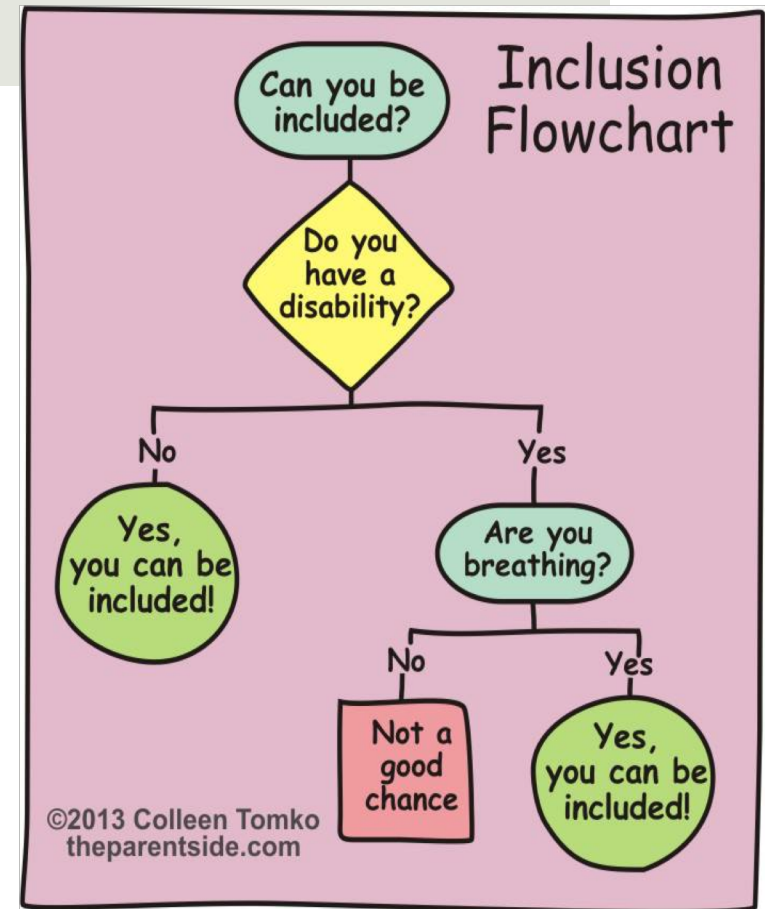 Inclusion
Flowchart
Can you be
included?
Do you
have a
disability?
No
Yes
Yes,
you can be
included!
Are you
breathing?
No
Yes
Not a
good
chance
Yes,
you can be
included!
©2013 Colleen Tomko
theparentside.com